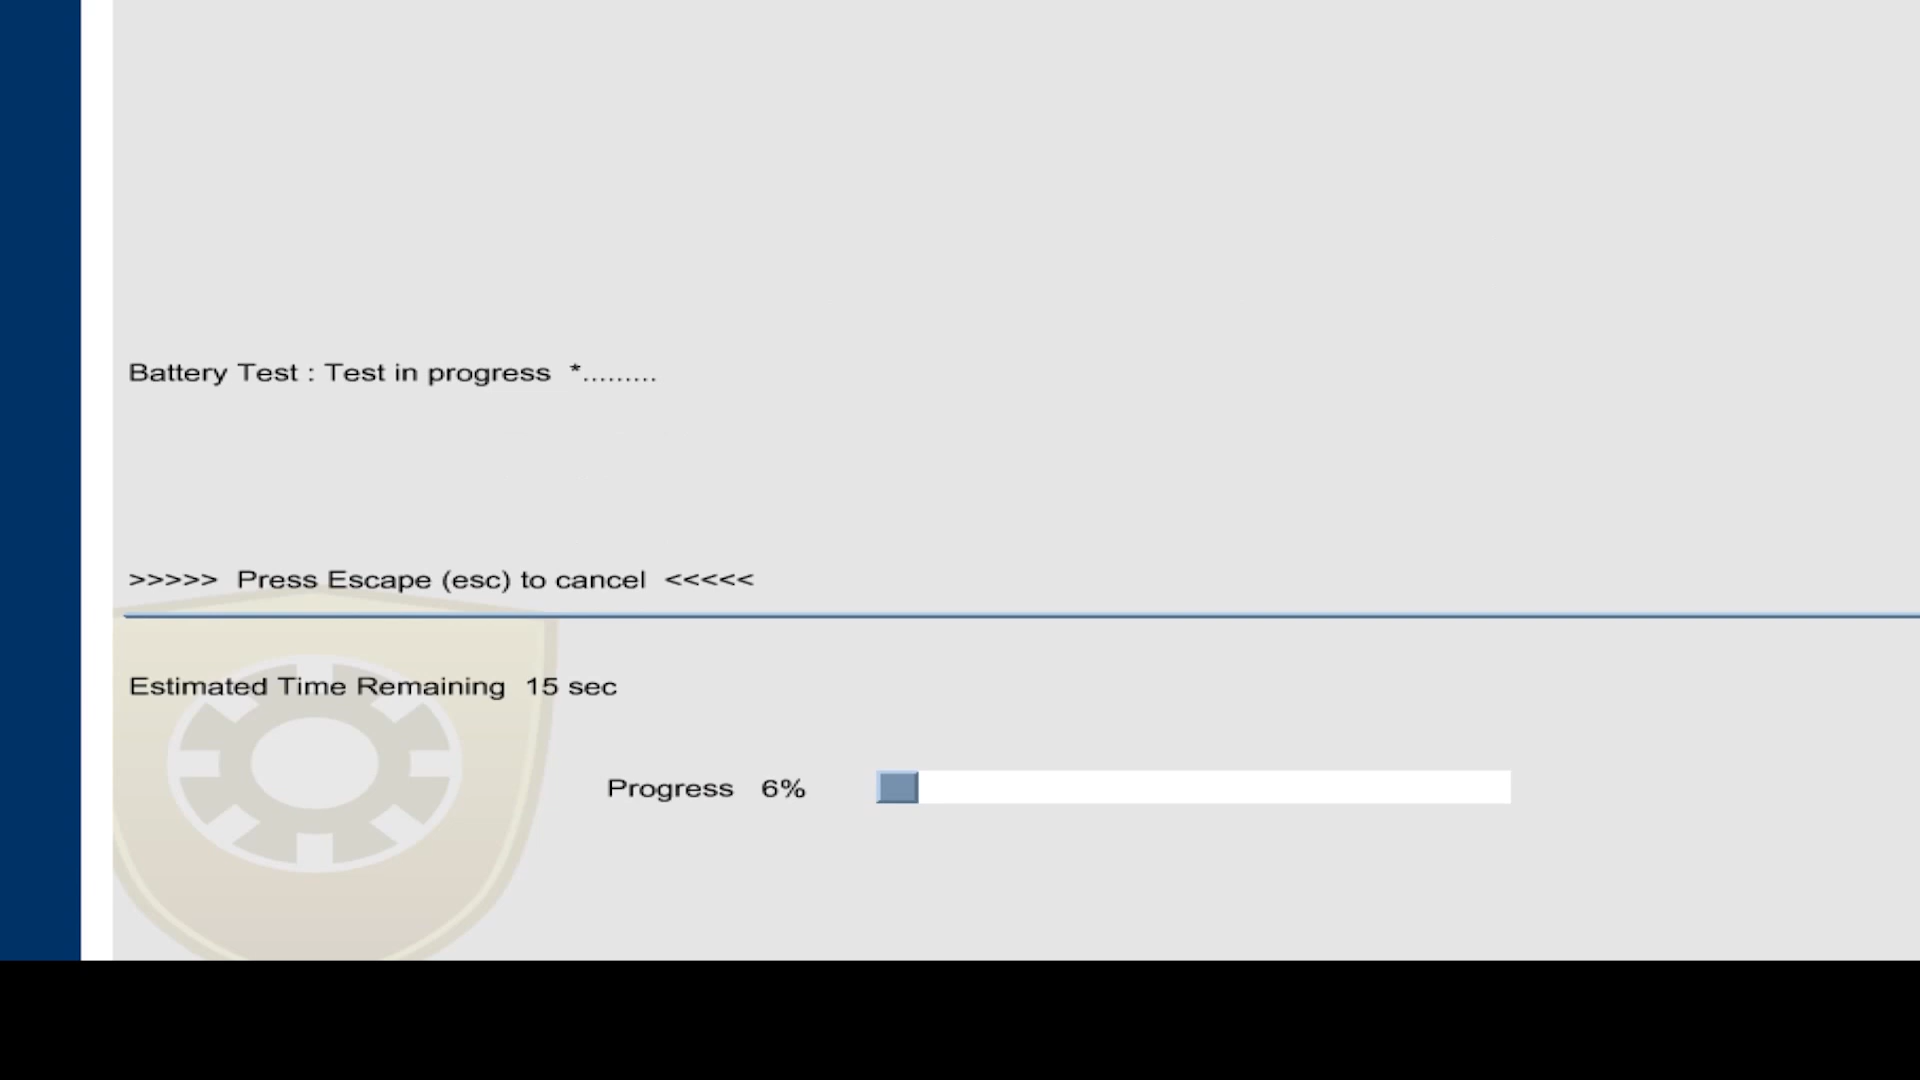 Battery Test : Test in progress  *.........
>>>>>  Press Escape (esc) to cancel  <<<<<
Estimated Time Remaining  15 sec
Progress  6%